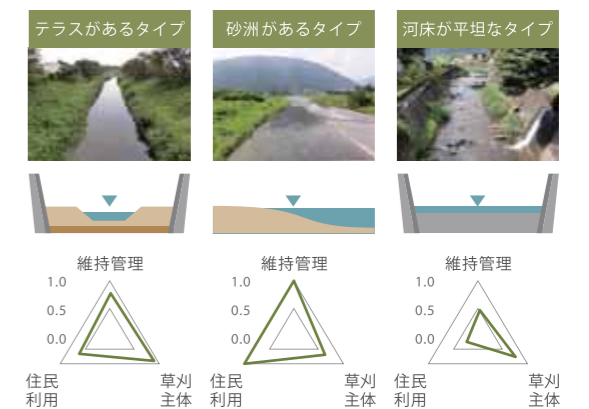 テラスがあるタイプ
砂洲があるタイプ
河床が平坦なタイプ
維持管理
1.0
0.5
0.0
住民
利用
草刈
主体
維持管理
1.0
0.5
0.0
住民
利用
草刈
主体
維持管理
1.0
0.5
0.0
住民
利用
草刈
主体